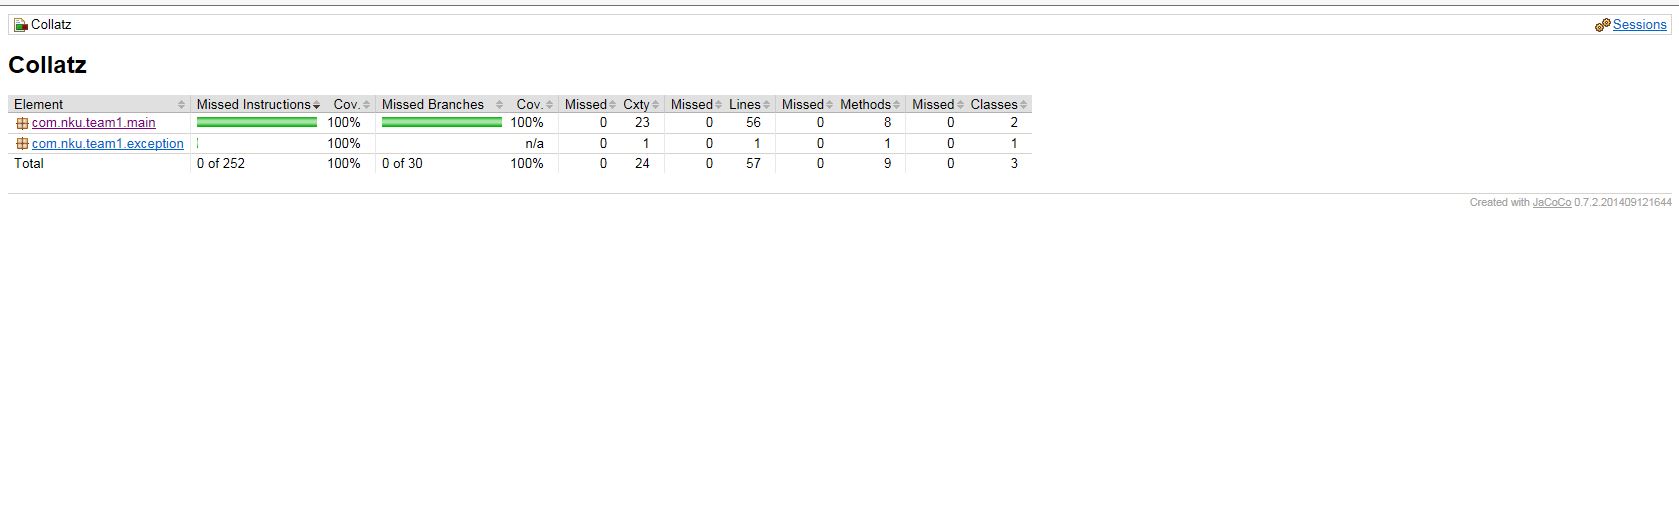 Collatz Sessions
Collatz
Element Missed Instructions Cov. Missed Branches Cov. Missed Cxty Missed Lines Missed Methods Missed Classes
com.nku.team1.main 100% 100% 0 23 0 56 0 8 0 2
com.nku.team1.exception 100% n/a 0 1 0 1 0 1 0 1
Total 0 of 252 100% 0 of 30 100% 0 24 0 57 0 9 0 3
Created with JaCoCo 0.7.2.201409121644